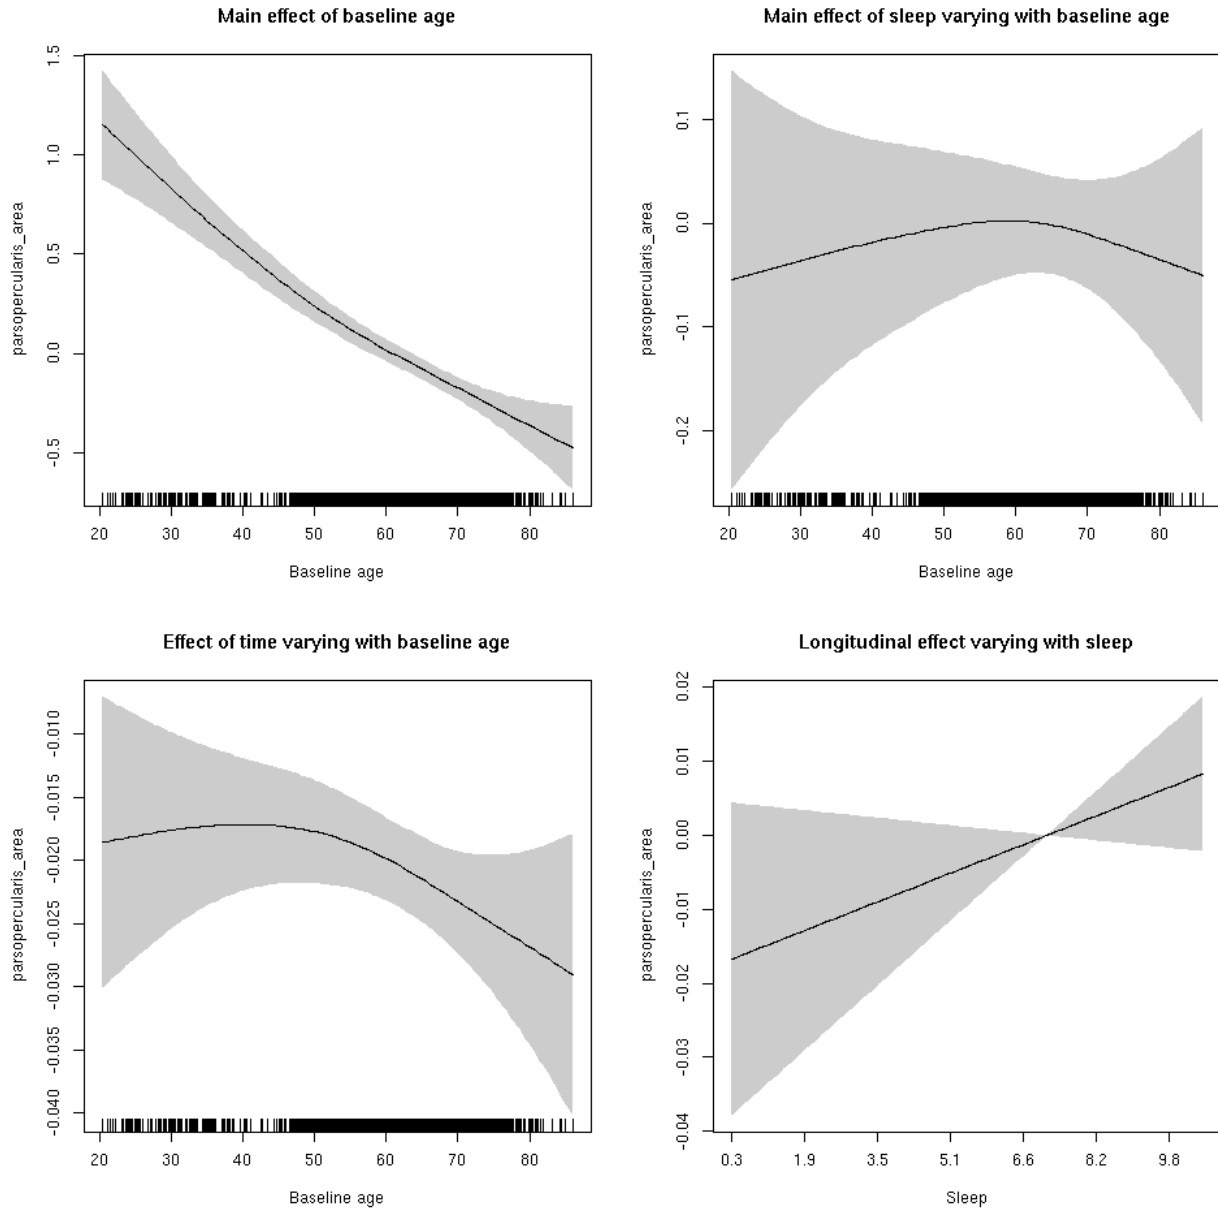 Main effect of baseline age
parsopercularis_area
1.5
1.0
0.5
0.0
-0.5
20 30 40 50 60 70 80
Baseline age
Main effect of sleep varying with baseline age
parsopercularis_area
0.1
0.0
-0.1
-0.2
20 30 40 50 60 70 80
Baseline age
Effect of time varying with baseline age
parsopercularis_area
-0.010
-0.015
-0.020
-0.025
-0.030
-0.035
-0.040
20 30 40 50 60 70 80
Baseline age
Longitudinal effect varying with sleep
parsopercularis_area
0.02
0.01
0.00
-0.01
-0.02
-0.03
-0.04
0.3 1.9 3.5 5.1 6.6 8.2 9.8
Sleep